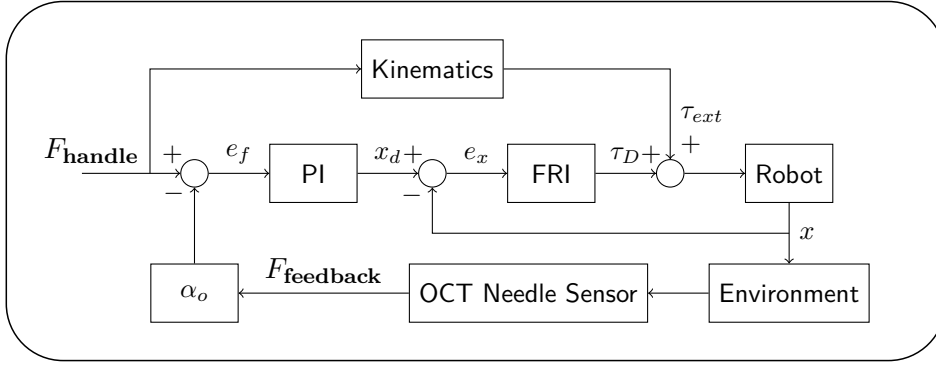 Kinematics
τ_ext
F_handle + e_f x_d + e_x τ_D + +
− PI − FRI Robot
x
F_feedback
α_o OCT Needle Sensor Environment